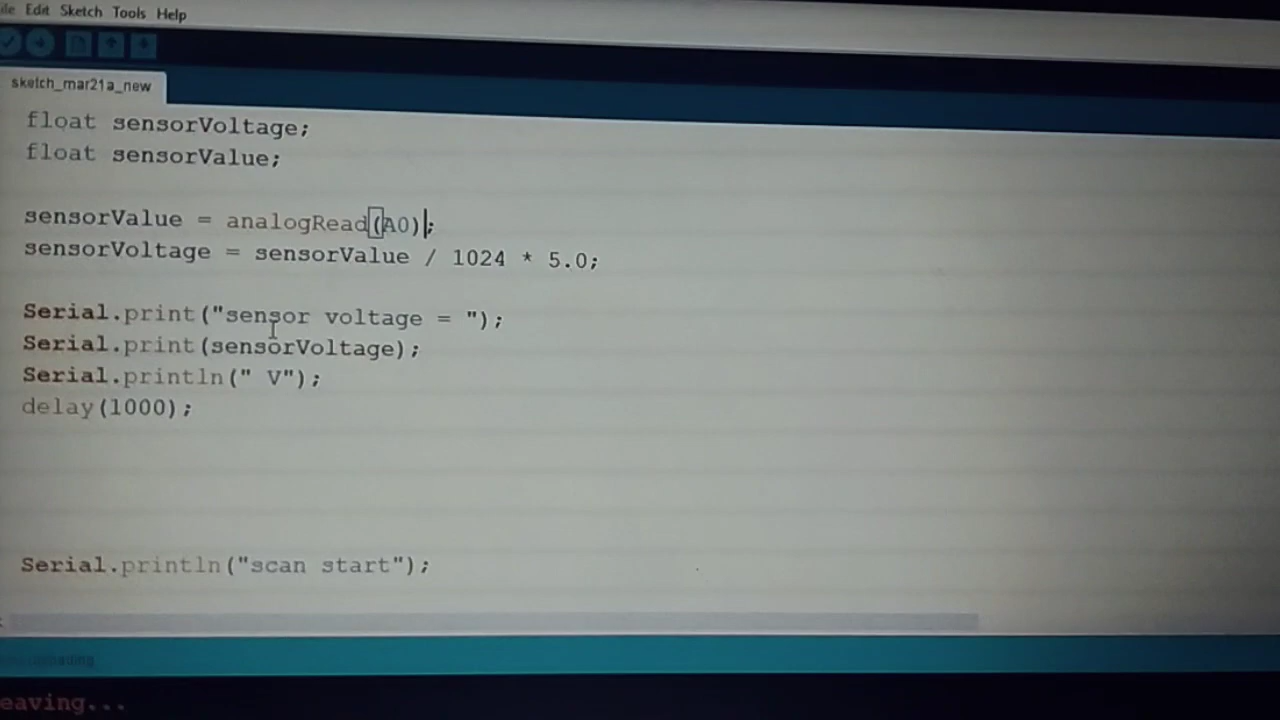 Edit Sketch Tools Help
sketch_mar21a_new
float sensorVoltage;
float sensorValue;
sensorValue = analogRead(A0);
sensorVoltage = sensorValue / 1024 * 5.0;
Serial.print("sensor voltage = ");
Serial.print(sensorVoltage);
Serial.println(" V");
delay(1000);
Serial.println("scan start");
eaving...